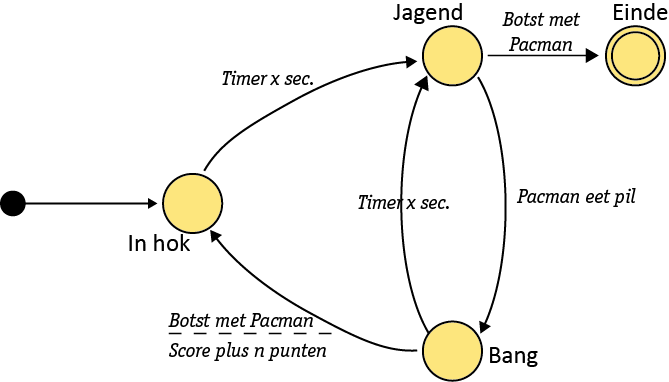 Jagend
Botst met
Pacman
Einde
Timer x sec.
Timer x sec.
Pacman eet pil
In hok
Botst met Pacman
Score plus n punten
Bang